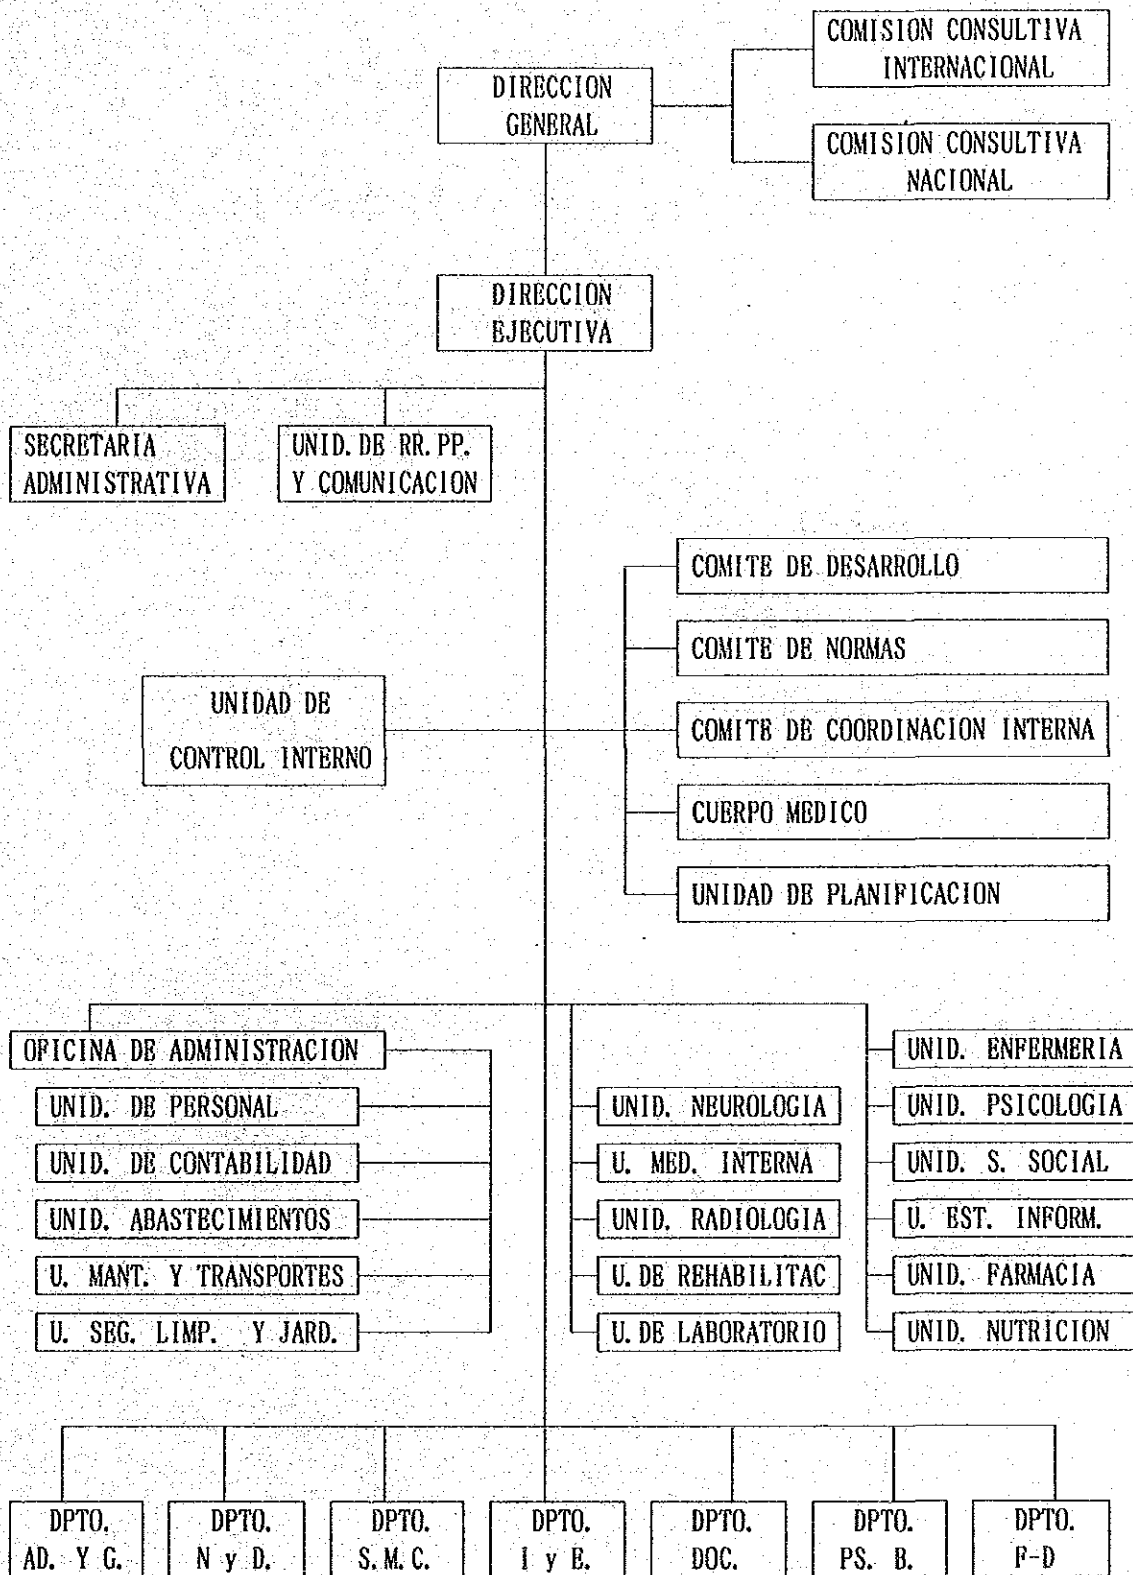 COMISION CONSULTIVA
INTERNACIONAL
DIRECCION
GENERAL
COMISION CONSULTIVA
NACIONAL
DIRECCION
EJECUTIVA
SECRETARIA
ADMINISTRATIVA
UNID. DE RR. PP.
Y COMUNICACION
COMITE DE DESARROLLO
COMITE DE NORMAS
UNIDAD DE
CONTROL INTERNO
COMITE DE COORDINACION INTERNA
CUERPO MEDICO
UNIDAD DE PLANIFICACION
OFICINA DE ADMINISTRACION
UNID. DE PERSONAL
UNID. DE CONTABILIDAD
UNID. ABASTECIMIENTOS
U. MANT. Y TRANSPORTES
U. SEG. LIMP. Y JARD.
UNID. NEUROLOGIA
U. MED. INTERNA
UNID. RADIOLOGIA
U. DE REHABILITAC
U. DE LABORATORIO
UNID. ENFERMERIA
UNID. PSICOLOGIA
UNID. S. SOCIAL
U. EST. INFORM.
UNID. FARMACIA
UNID. NUTRICION
DPTO.
AD. Y G.
DPTO.
N y D.
DPTO.
S. M. C.
DPTO.
I y E.
DPTO.
DOC.
DPTO.
PS. B.
DPTO.
F-D